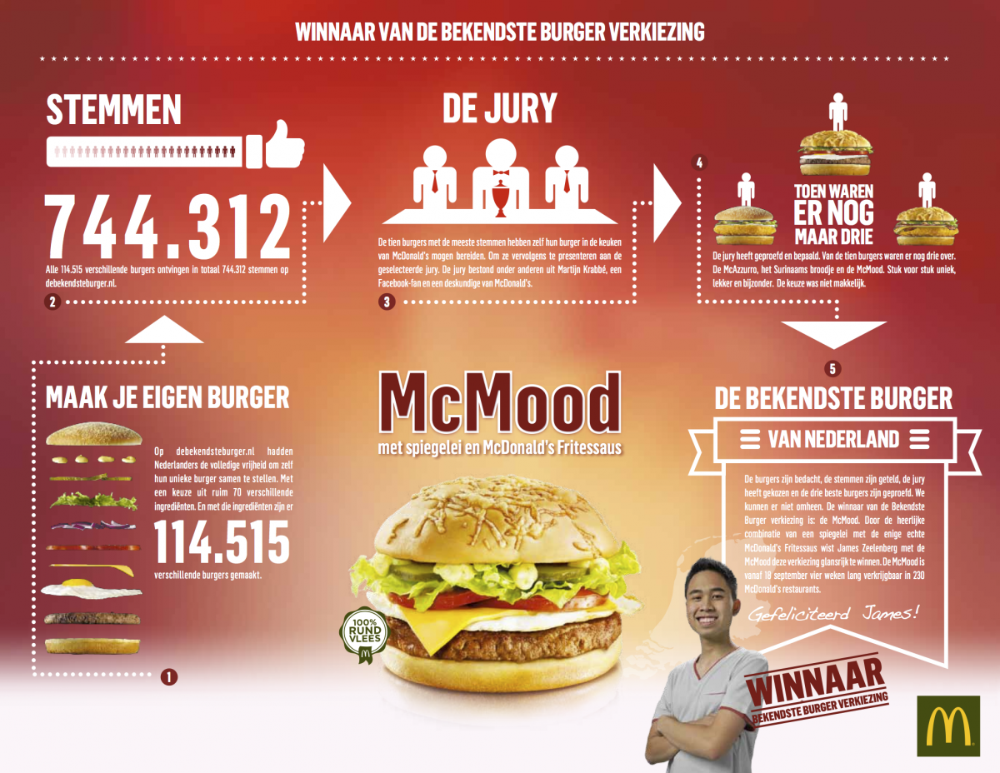 WINNAAR VAN DE BEKENDSTE BURGER VERKIEZING
1
MAAK JE EIGEN BURGER
Op debekendsteburger.nl hadden
Nederlanders de volledige vrijheid om zelf
hun unieke burger samen te stellen. Met
een keuze uit ruim 70 verschillende
ingrediënten. En met die ingrediënten zijn er
114.515
verschillende burgers gemaakt.
2
STEMMEN
744.312
Alle 114.515 verschillende burgers ontvingen in totaal 744.312 stemmen op
debekendsteburger.nl.
3
DE JURY
De tien burgers met de meeste stemmen hebben zelf hun burger in de keuken
van McDonald's mogen bereiden. Om ze vervolgens te presenteren aan de
geselecteerde jury. De jury bestond onder anderen uit Martijn Krabbé, een
Facebook-fan en een deskundige van McDonald's.
4
TOEN WAREN
ER NOG
MAAR DRIE
De jury heeft geproefd en bepaald. Van de tien burgers waren er nog drie over.
De McAzzurro, het Surinaams broodje en de McMood. Stuk voor stuk uniek,
lekker en bijzonder. De keuze was niet makkelijk.
5
DE BEKENDSTE BURGER
VAN NEDERLAND
De burgers zijn bedacht, de stemmen zijn geteld, de jury
heeft gekozen en de drie beste burgers zijn geproefd. We
kunnen er niet omheen. De winnaar van de Bekendste
Burger verkiezing is: de McMood. Door de heerlijke
combinatie van een spiegelei met de enige echte
McDonald's Fritessaus wist James Zeelenberg met de
McMood deze verkiezing glansrijk te winnen. De McMood is
vanaf 18 september vier weken lang verkrijgbaar in 230
McDonald's restaurants.
Gefeliciteerd James!
WINNAAR
BEKENDSTE BURGER VERKIEZING
McMood
met spiegelei en McDonald's Fritessaus
100%
RUND
VLEES